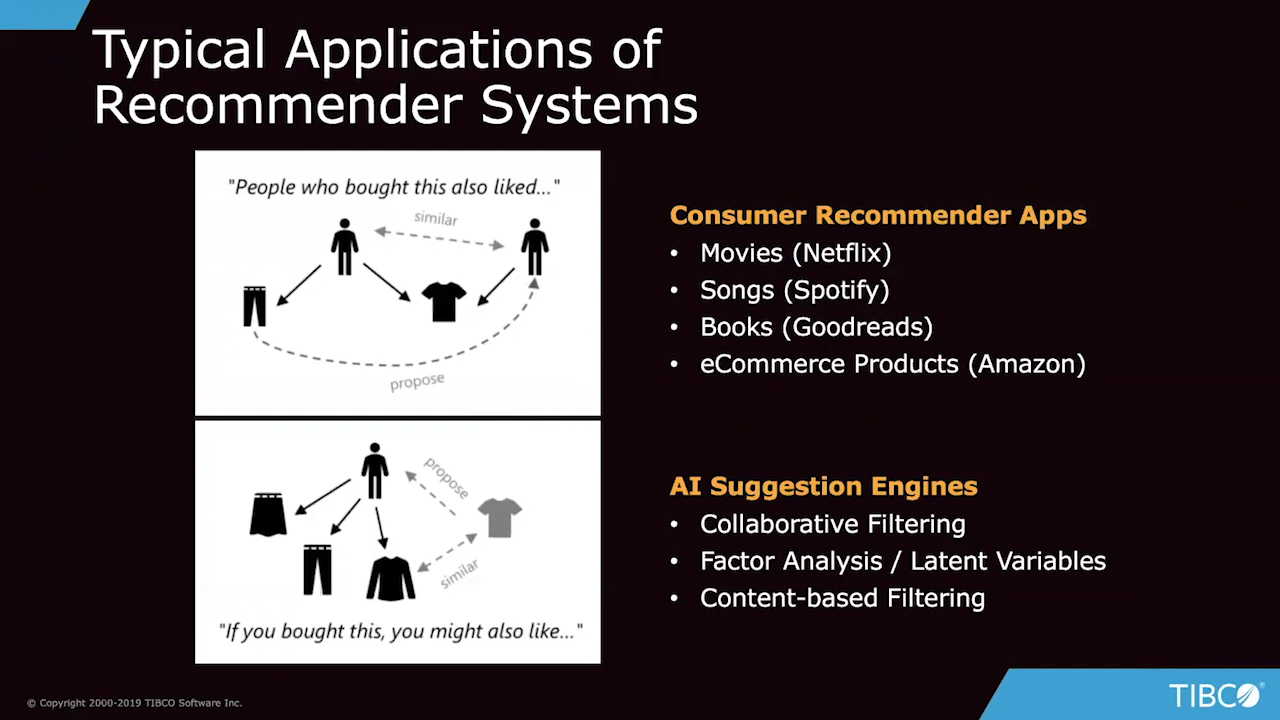 Typical Applications of
Recommender Systems
"People who bought this also liked..."
similar
propose
propose
similar
"If you bought this, you might also like..."
Consumer Recommender Apps
• Movies (Netflix)
• Songs (Spotify)
• Books (Goodreads)
• eCommerce Products (Amazon)
AI Suggestion Engines
• Collaborative Filtering
• Factor Analysis / Latent Variables
• Content-based Filtering
© Copyright 2000-2019 TIBCO Software Inc.
TIBCO®